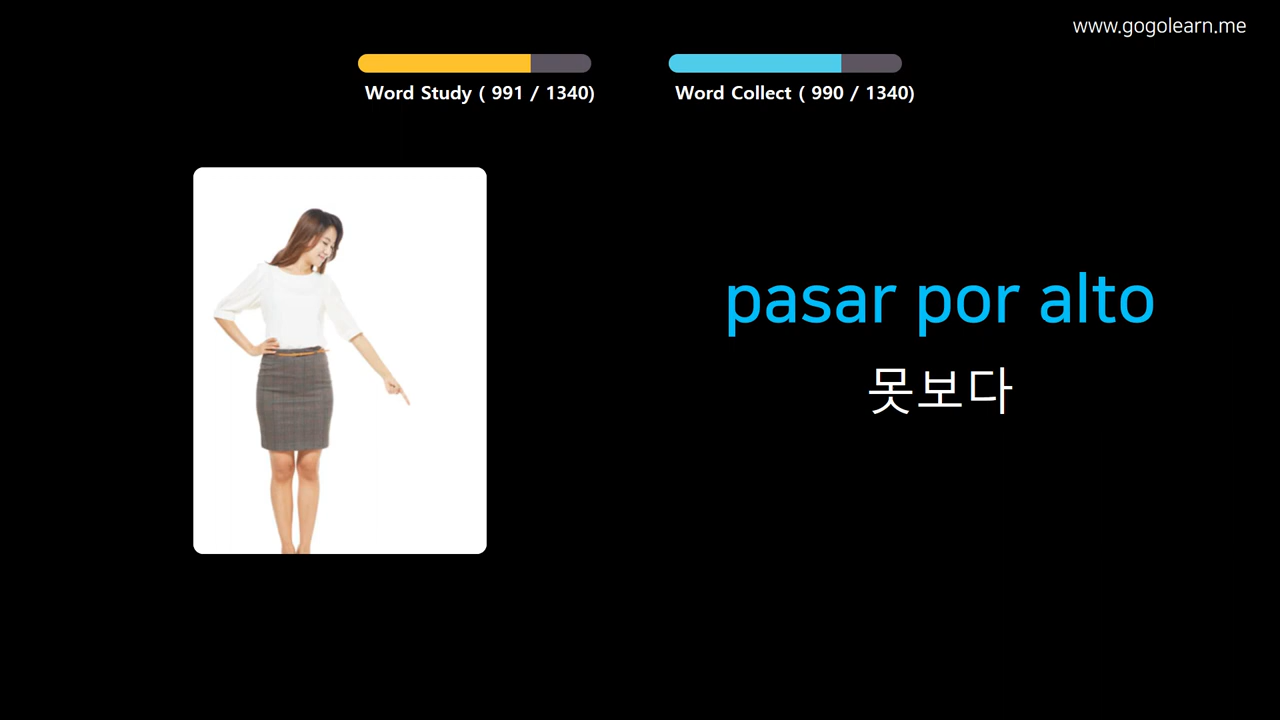 www.gogolearn.me
Word Study ( 991 / 1340)
Word Collect ( 990 / 1340)
pasar por alto
못보다